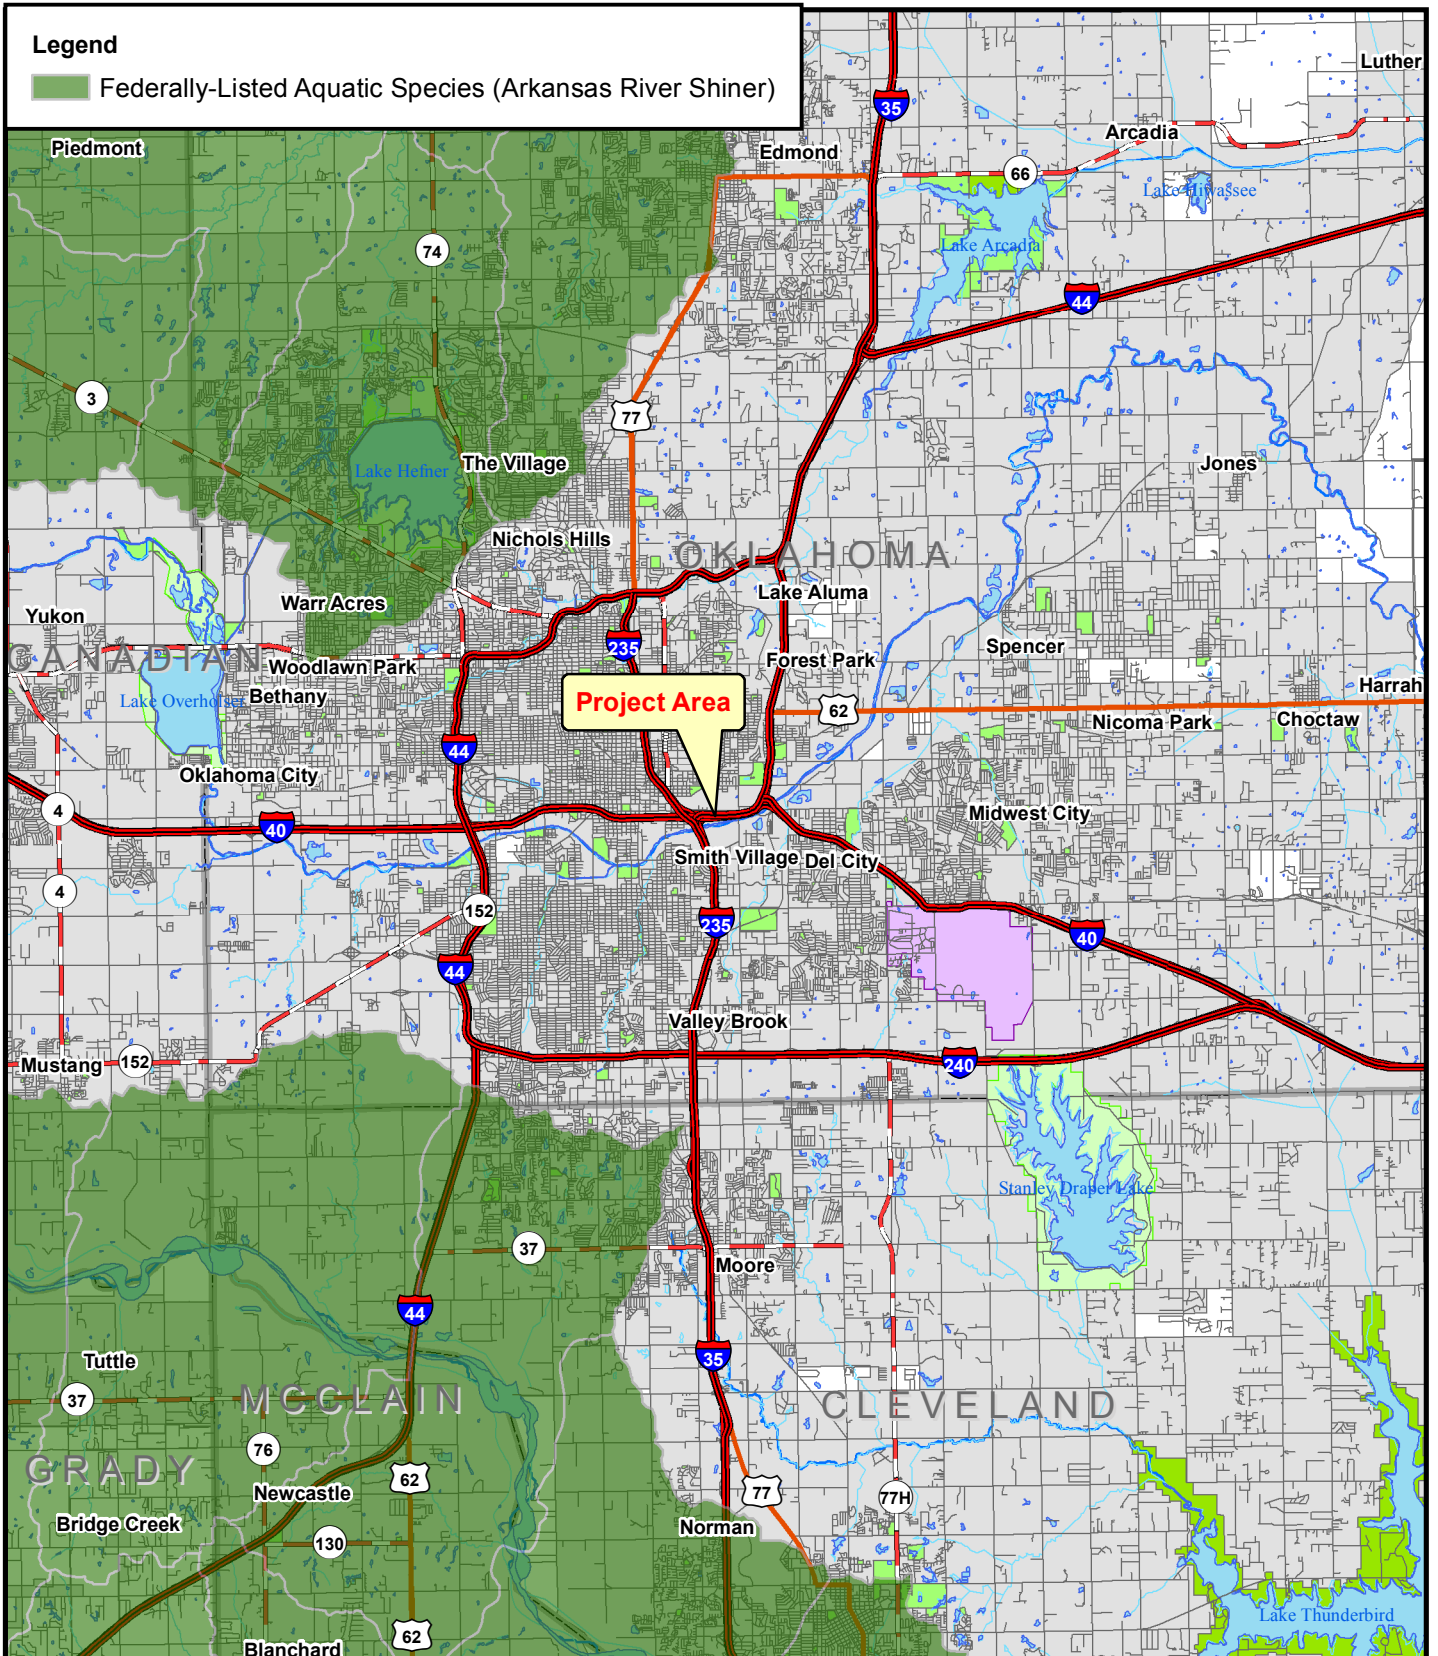 Legend
Federally-Listed Aquatic Species (Arkansas River Shiner)
Luther
35
Piedmont
Edmond
Arcadia
66
Lake Hiwassee
74
Lake Arcadia
44
3
77
Lake Hefner
The Village
Jones
Nichols Hills
OKLAHOMA
Lake Aluma
Warr Acres
Yukon
235
Spencer
CANADIAN
Woodlawn Park
Forest Park
Harrah
Lake Overholser
Bethany
Project Area
62
Nicoma Park
Choctaw
44
Oklahoma City
4
40
Midwest City
Smith Village
Del City
4
152
235
40
44
Valley Brook
Mustang
152
240
Stanley Draper Lake
37
Moore
44
35
Tuttle
37
MCCLAIN
CLEVELAND
76
GRADY
62
77
77H
Newcastle
Bridge Creek
Norman
130
Lake Thunderbird
62
Blanchard